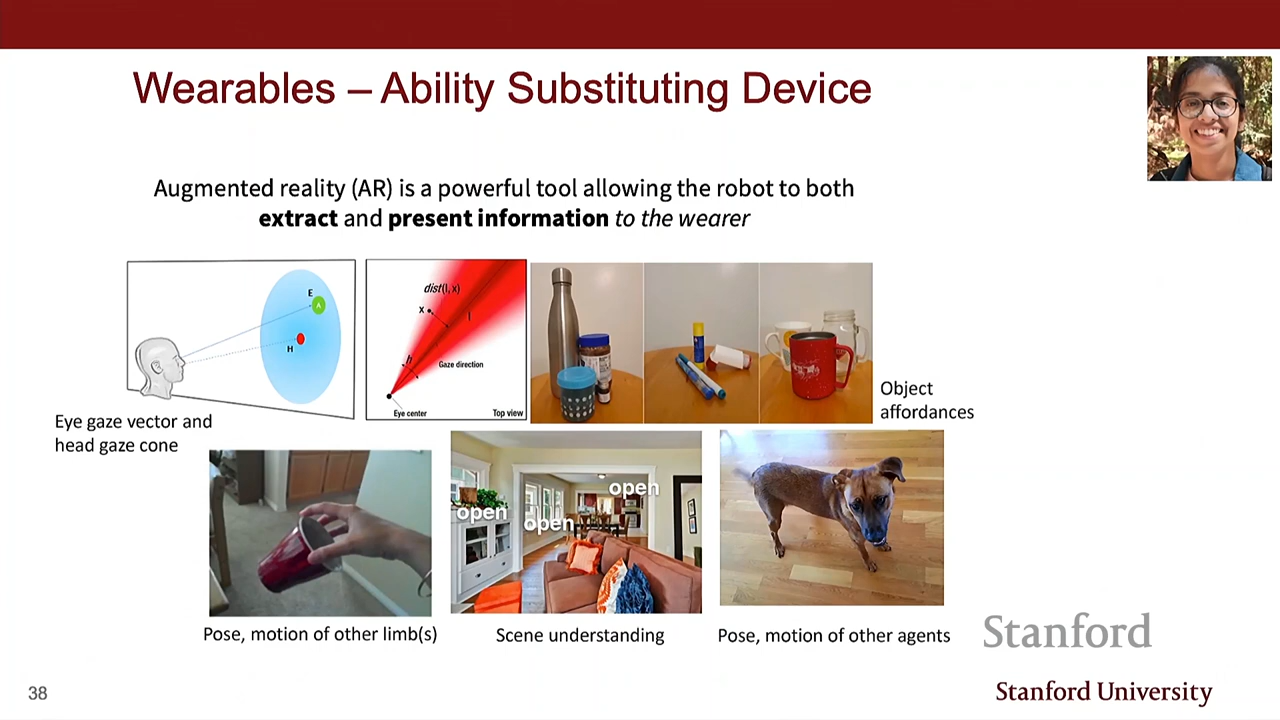 Wearables – Ability Substituting Device
Augmented reality (AR) is a powerful tool allowing the robot to both
extract and present information to the wearer
E
A
H
dist(l, x)
x
l
h
Gaze direction
Eye center
Top view
Object
affordances
Eye gaze vector and
head gaze cone
open
open
open
Pose, motion of other limb(s)
Scene understanding
Pose, motion of other agents
Stanford
Stanford University
38